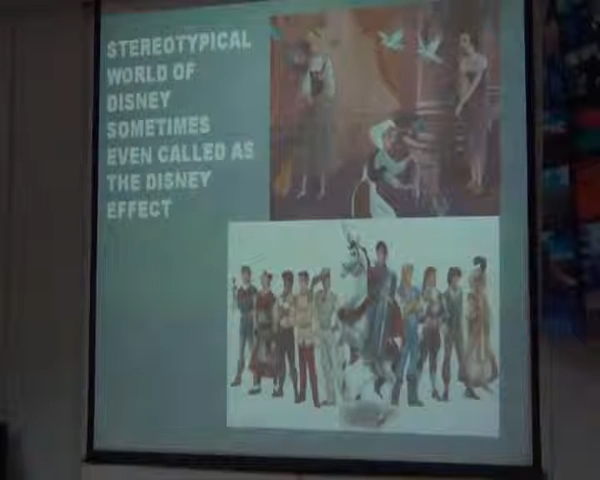 STEREOTYPICAL
WORLD OF
DISNEY
SOMETIMES
EVEN CALLED AS
THE DISNEY
EFFECT